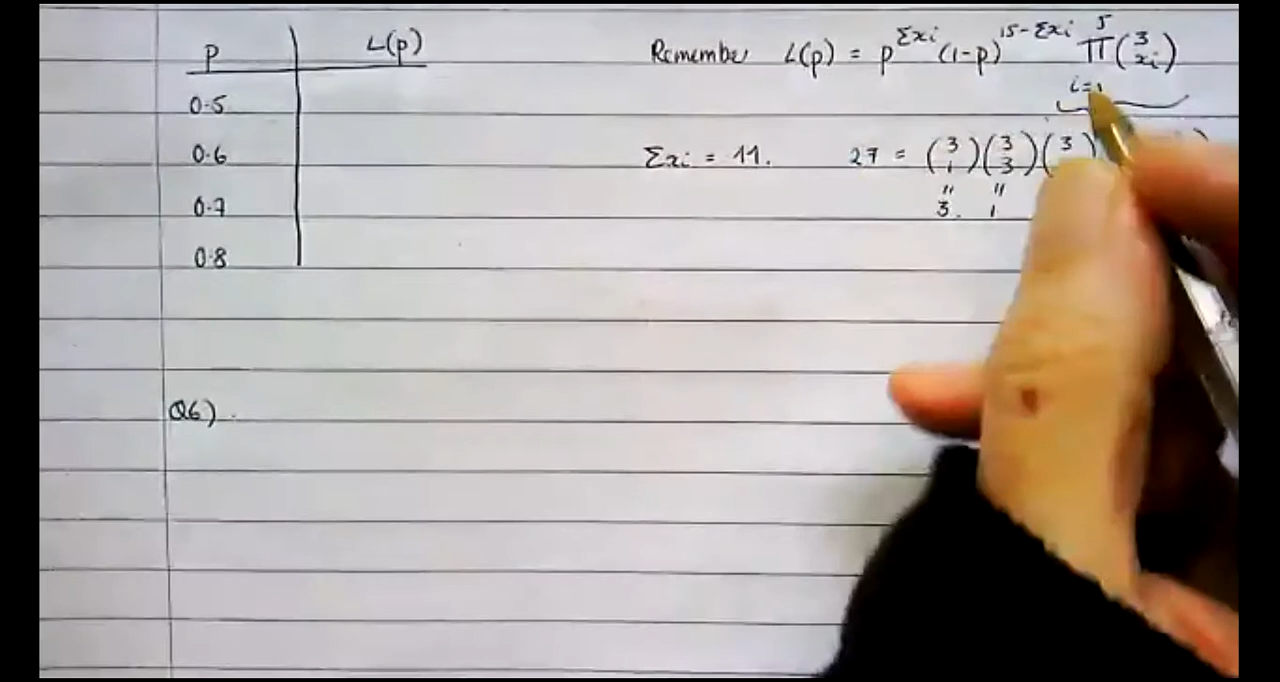 p L(p)
0.5
0.6
0.7
0.8
Remember L(p) = p^Σxi (1-p)^15-Σxi 5 Π i=1 (3 xi)
Σxi = 11. 27 = (3 1)(3 3)(3
" "
3. 1
Q6).